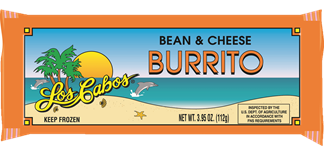 BEAN & CHEESE
BURRITO
Los Cabos
KEEP FROZEN
NET WT. 3.95 OZ. (112g)
INSPECTED BY THE
U.S. DEPT. OF AGRICULTURE
IN ACCORDANCE WITH
FNS REQUIREMENTS